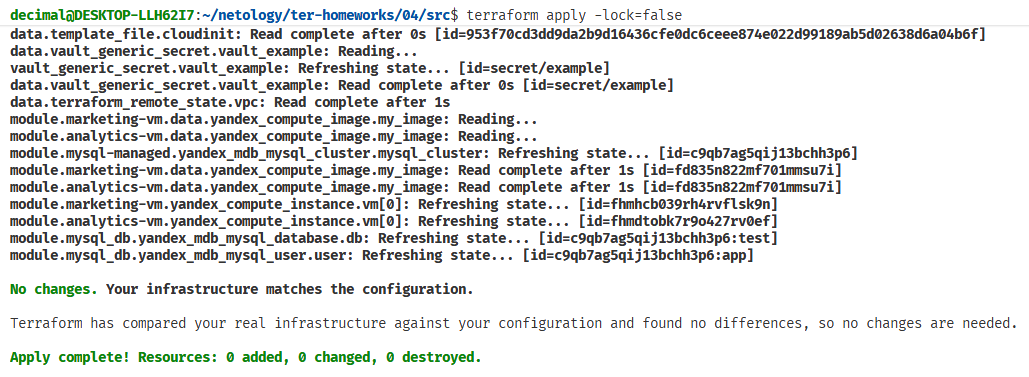 decimal@DESKTOP-LLH62I7:~/netology/ter-homeworks/04/src$ terraform apply -lock=false
data.template_file.cloudinit: Read complete after 0s [id=953f70cd3dd9da2b9d16436cfe0dc6ceee874e022d99189ab5d02638d6a04b6f]
data.vault_generic_secret.vault_example: Reading...
vault_generic_secret.vault_example: Refreshing state... [id=secret/example]
data.vault_generic_secret.vault_example: Read complete after 0s [id=secret/example]
data.terraform_remote_state.vpc: Read complete after 1s
module.marketing-vm.data.yandex_compute_image.my_image: Reading...
module.analytics-vm.data.yandex_compute_image.my_image: Reading...
module.mysql-managed.yandex_mdb_mysql_cluster.mysql_cluster: Refreshing state... [id=c9qb7ag5qij13bchh3p6]
module.marketing-vm.data.yandex_compute_image.my_image: Read complete after 1s [id=fd835n822mf701mmsu7i]
module.analytics-vm.data.yandex_compute_image.my_image: Read complete after 1s [id=fd835n822mf701mmsu7i]
module.marketing-vm.yandex_compute_instance.vm[0]: Refreshing state... [id=fhmhcb039rh4rvflsk9n]
module.analytics-vm.yandex_compute_instance.vm[0]: Refreshing state... [id=fhmdtobk7r9o427rv0ef]
module.mysql_db.yandex_mdb_mysql_database.db: Refreshing state... [id=c9qb7ag5qij13bchh3p6:test]
module.mysql_db.yandex_mdb_mysql_user.user: Refreshing state... [id=c9qb7ag5qij13bchh3p6:app]
No changes. Your infrastructure matches the configuration.
Terraform has compared your real infrastructure against your configuration and found no differences, so no changes are needed.
Apply complete! Resources: 0 added, 0 changed, 0 destroyed.